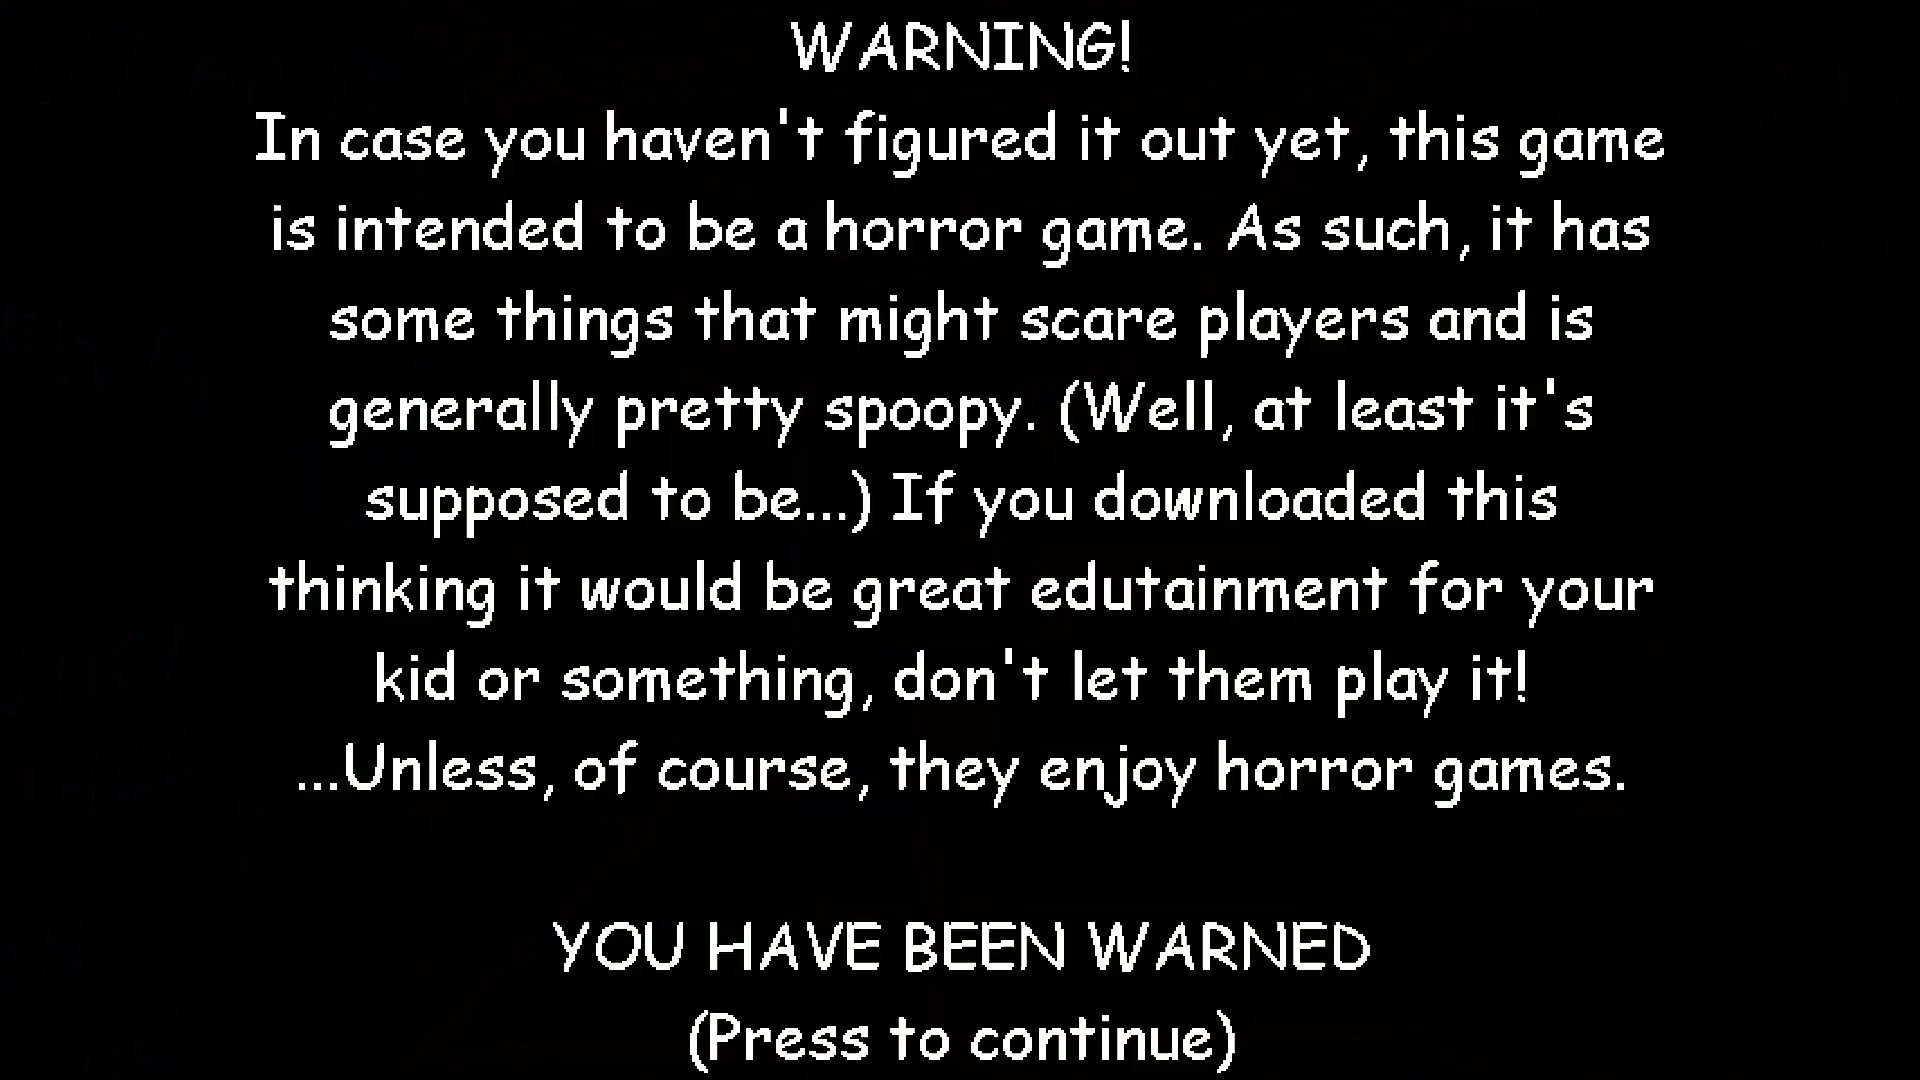 WARNING!
In case you haven't figured it out yet, this game
is intended to be a horror game. As such, it has
some things that might scare players and is
generally pretty spoopy. (Well, at least it's
supposed to be...) If you downloaded this
thinking it would be great edutainment for your
kid or something, don't let them play it!
...Unless, of course, they enjoy horror games.
YOU HAVE BEEN WARNED
(Press to continue)